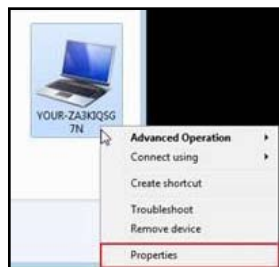 YOUR-ZA3KIQSG
7N
Advanced Operation
Connect using
Create shortcut
Troubleshoot
Remove device
Properties